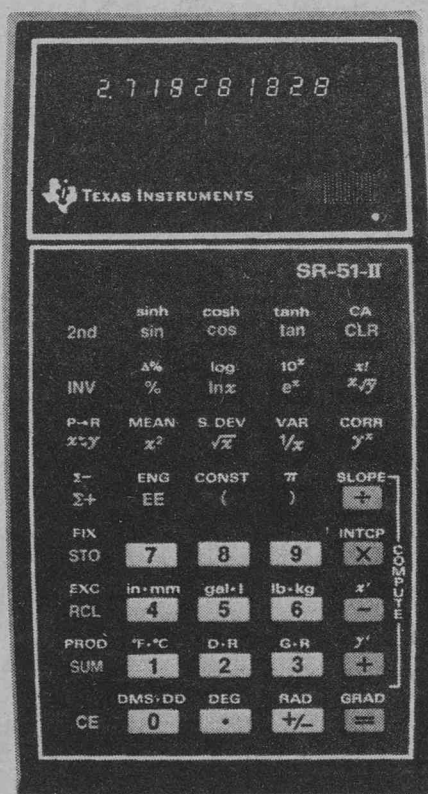 2.718281828
TEXAS INSTRUMENTS
SR-51-II
sinh cosh tanh CA
2nd sin cos tan CLR
Δ% log 10ˣ x!
INV % lnx eˣ ˣ√y
P→R MEAN S. DEV VAR CORR
x⇄y x² √x 1/x yˣ
Σ− ENG CONST π SLOPE
Σ+ EE ( ) ÷
FIX INTCP
STO 7 8 9 X
EXC in·mm gal·l lb·kg x'
RCL 4 5 6 −
PROD °F·°C D·R G·R y'
SUM 1 2 3 +
DMS·DD DEG RAD GRAD
CE 0 . +/− =
COMPUTE